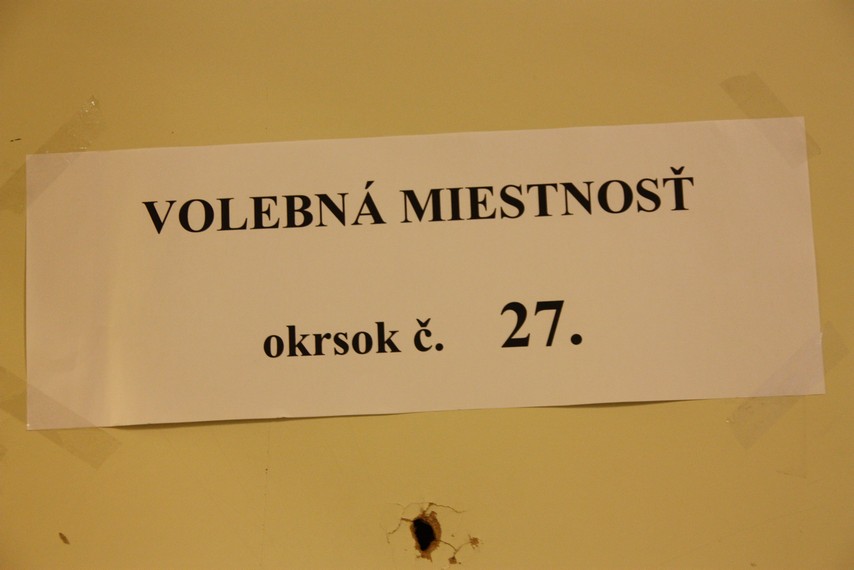 VOLEBNÁ MIESTNOSŤ
okrsok č. 27.